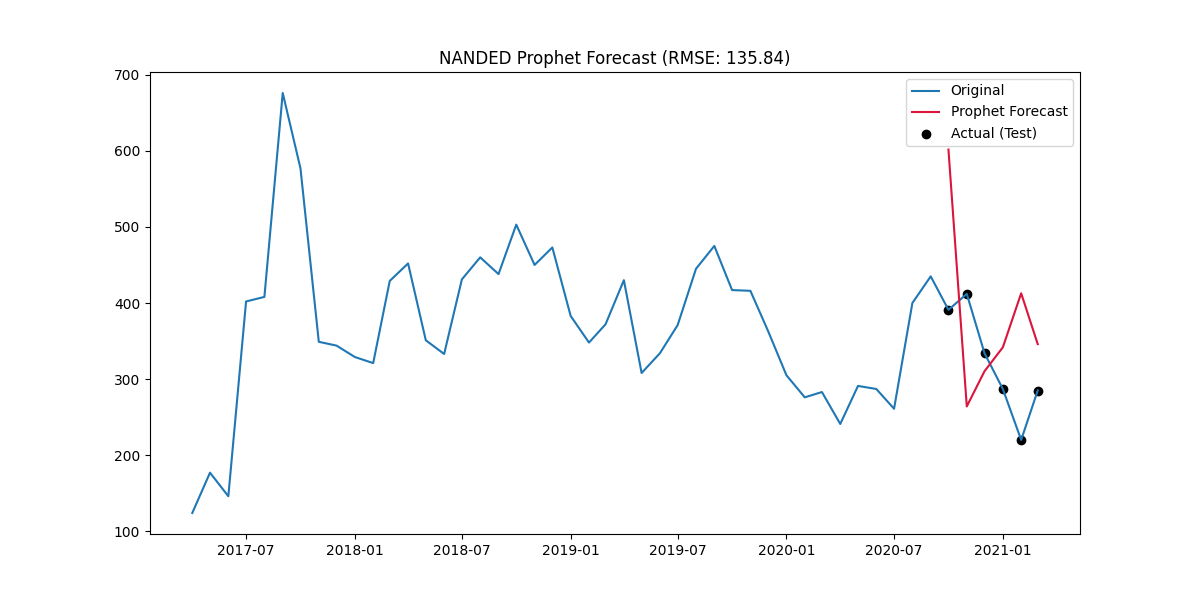 NANDED Prophet Forecast (RMSE: 135.84)
700
600
500
400
300
200
100
Original
Prophet Forecast
Actual (Test)
2017-07 2018-01 2018-07 2019-01 2019-07 2020-01 2020-07 2021-01